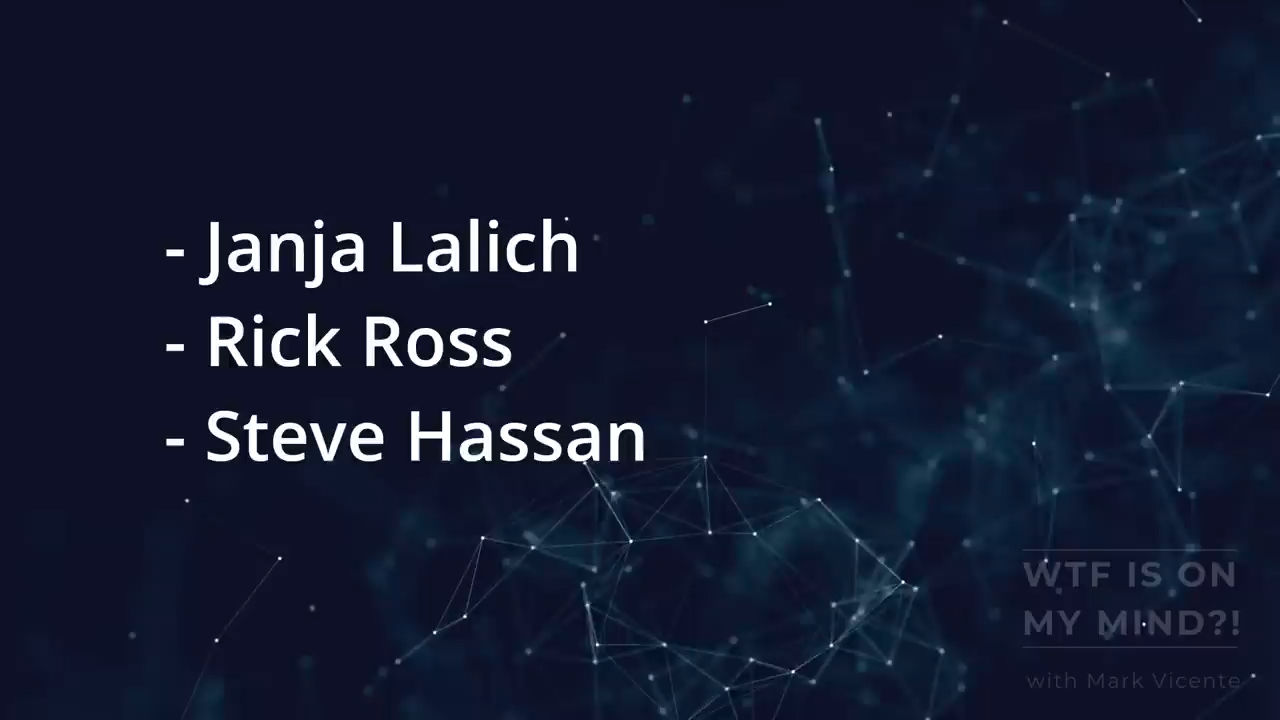 - Janja Lalich
- Rick Ross
- Steve Hassan
WTF IS ON
MY MIND?!
with Mark Vicente